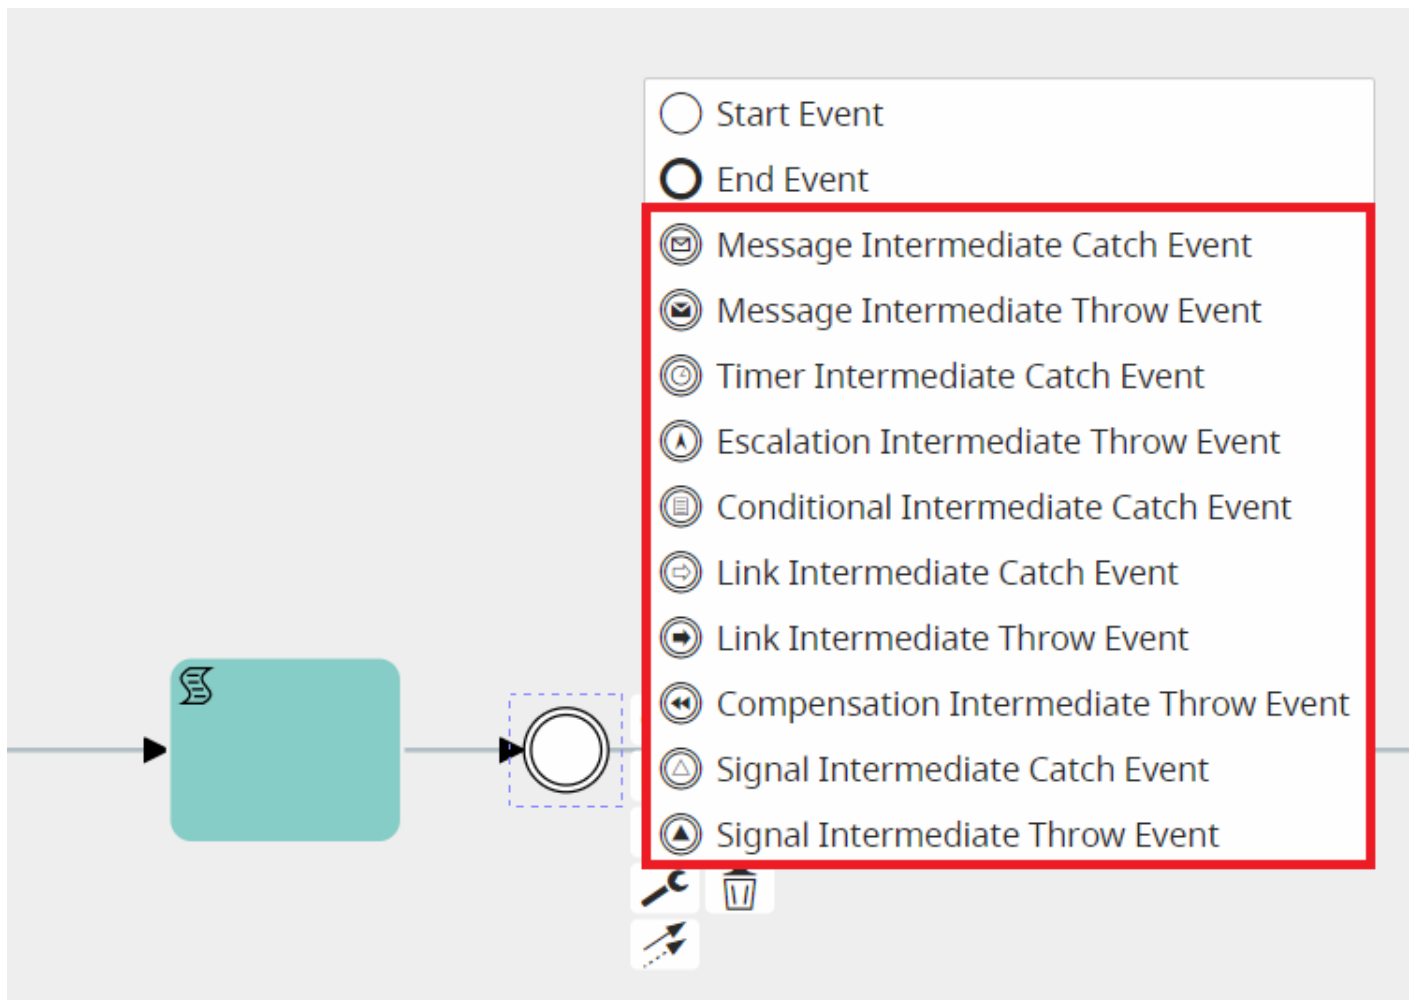 Start Event
End Event
Message Intermediate Catch Event
Message Intermediate Throw Event
Timer Intermediate Catch Event
Escalation Intermediate Throw Event
Conditional Intermediate Catch Event
Link Intermediate Catch Event
Link Intermediate Throw Event
Compensation Intermediate Throw Event
Signal Intermediate Catch Event
Signal Intermediate Throw Event